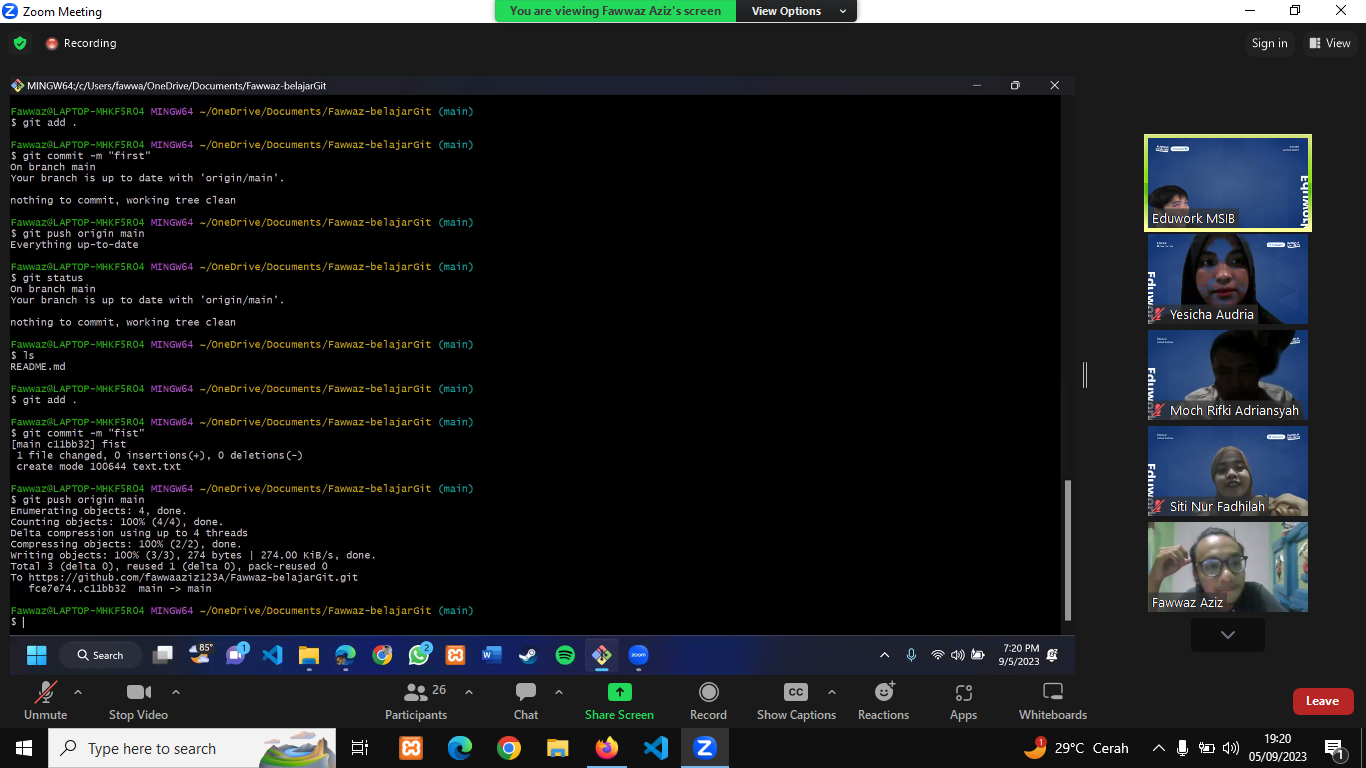 Zoom Meeting
You are viewing Fawwaz Aziz's screen
View Options
Recording
Sign in
View
MINGW64:/c/Users/fawwa/OneDrive/Documents/Fawwaz-belajarGit
Fawwaz@LAPTOP-MHKF5RO4 MINGW64 ~/OneDrive/Documents/Fawwaz-belajarGit (main)
$ git add .
Fawwaz@LAPTOP-MHKF5RO4 MINGW64 ~/OneDrive/Documents/Fawwaz-belajarGit (main)
$ git commit -m "first"
On branch main
Your branch is up to date with 'origin/main'.
nothing to commit, working tree clean
Fawwaz@LAPTOP-MHKF5RO4 MINGW64 ~/OneDrive/Documents/Fawwaz-belajarGit (main)
$ git push origin main
Everything up-to-date
Fawwaz@LAPTOP-MHKF5RO4 MINGW64 ~/OneDrive/Documents/Fawwaz-belajarGit (main)
$ git status
On branch main
Your branch is up to date with 'origin/main'.
nothing to commit, working tree clean
Fawwaz@LAPTOP-MHKF5RO4 MINGW64 ~/OneDrive/Documents/Fawwaz-belajarGit (main)
$ ls
README.md
Fawwaz@LAPTOP-MHKF5RO4 MINGW64 ~/OneDrive/Documents/Fawwaz-belajarGit (main)
$ git add .
Fawwaz@LAPTOP-MHKF5RO4 MINGW64 ~/OneDrive/Documents/Fawwaz-belajarGit (main)
$ git commit -m "fist"
[main c11bb32] fist
1 file changed, 0 insertions(+), 0 deletions(-)
create mode 100644 text.txt
Fawwaz@LAPTOP-MHKF5RO4 MINGW64 ~/OneDrive/Documents/Fawwaz-belajarGit (main)
$ git push origin main
Enumerating objects: 4, done.
Counting objects: 100% (4/4), done.
Delta compression using up to 4 threads
Compressing objects: 100% (2/2), done.
Writing objects: 100% (3/3), 274 bytes | 274.00 KiB/s, done.
Total 3 (delta 0), reused 1 (delta 0), pack-reused 0
To https://github.com/fawwaaziz123A/Fawwaz-belajarGit.git
fce7e74..c11bb32 main -> main
Fawwaz@LAPTOP-MHKF5RO4 MINGW64 ~/OneDrive/Documents/Fawwaz-belajarGit (main)
$
Eduwork MSIB
Yesicha Audria
Moch Rifki Adriansyah
Siti Nur Fadhilah
Fawwaz Aziz
Search
85°
1
2
zoom
7:20 PM
9/5/2023
Unmute
Stop Video
26
Participants
Chat
Share Screen
Record
CC
Show Captions
Reactions
Apps
Whiteboards
Leave
Type here to search
1
29°C Cerah
19:20
05/09/2023
1